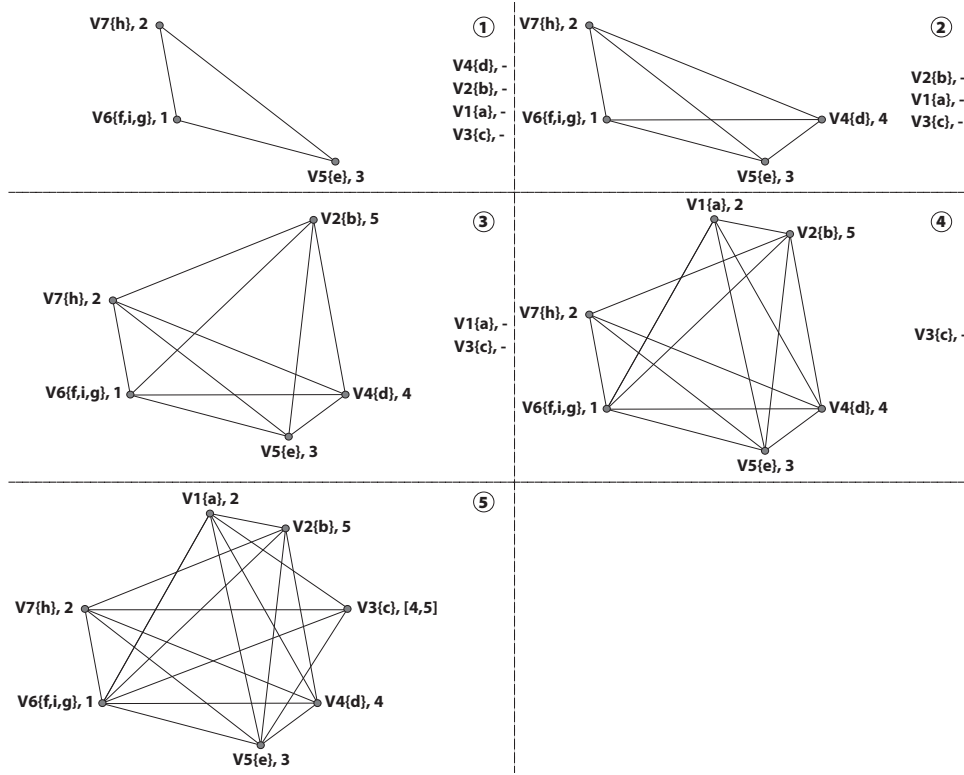 V7{h}, 2
①
V4{d}, -
V2{b}, -
V6{f,i,g}, 1
V1{a}, -
V3{c}, -
V5{e}, 3
V7{h}, 2
②
V2{b}, -
V1{a}, -
V6{f,i,g}, 1
V4{d}, 4
V3{c}, -
V5{e}, 3
V2{b}, 5
③
V7{h}, 2
V1{a}, -
V3{c}, -
V6{f,i,g}, 1
V4{d}, 4
V5{e}, 3
V1{a}, 2
④
V2{b}, 5
V7{h}, 2
V3{c}, -
V6{f,i,g}, 1
V4{d}, 4
V5{e}, 3
V1{a}, 2
⑤
V2{b}, 5
V7{h}, 2
V3{c}, [4,5]
V6{f,i,g}, 1
V4{d}, 4
V5{e}, 3